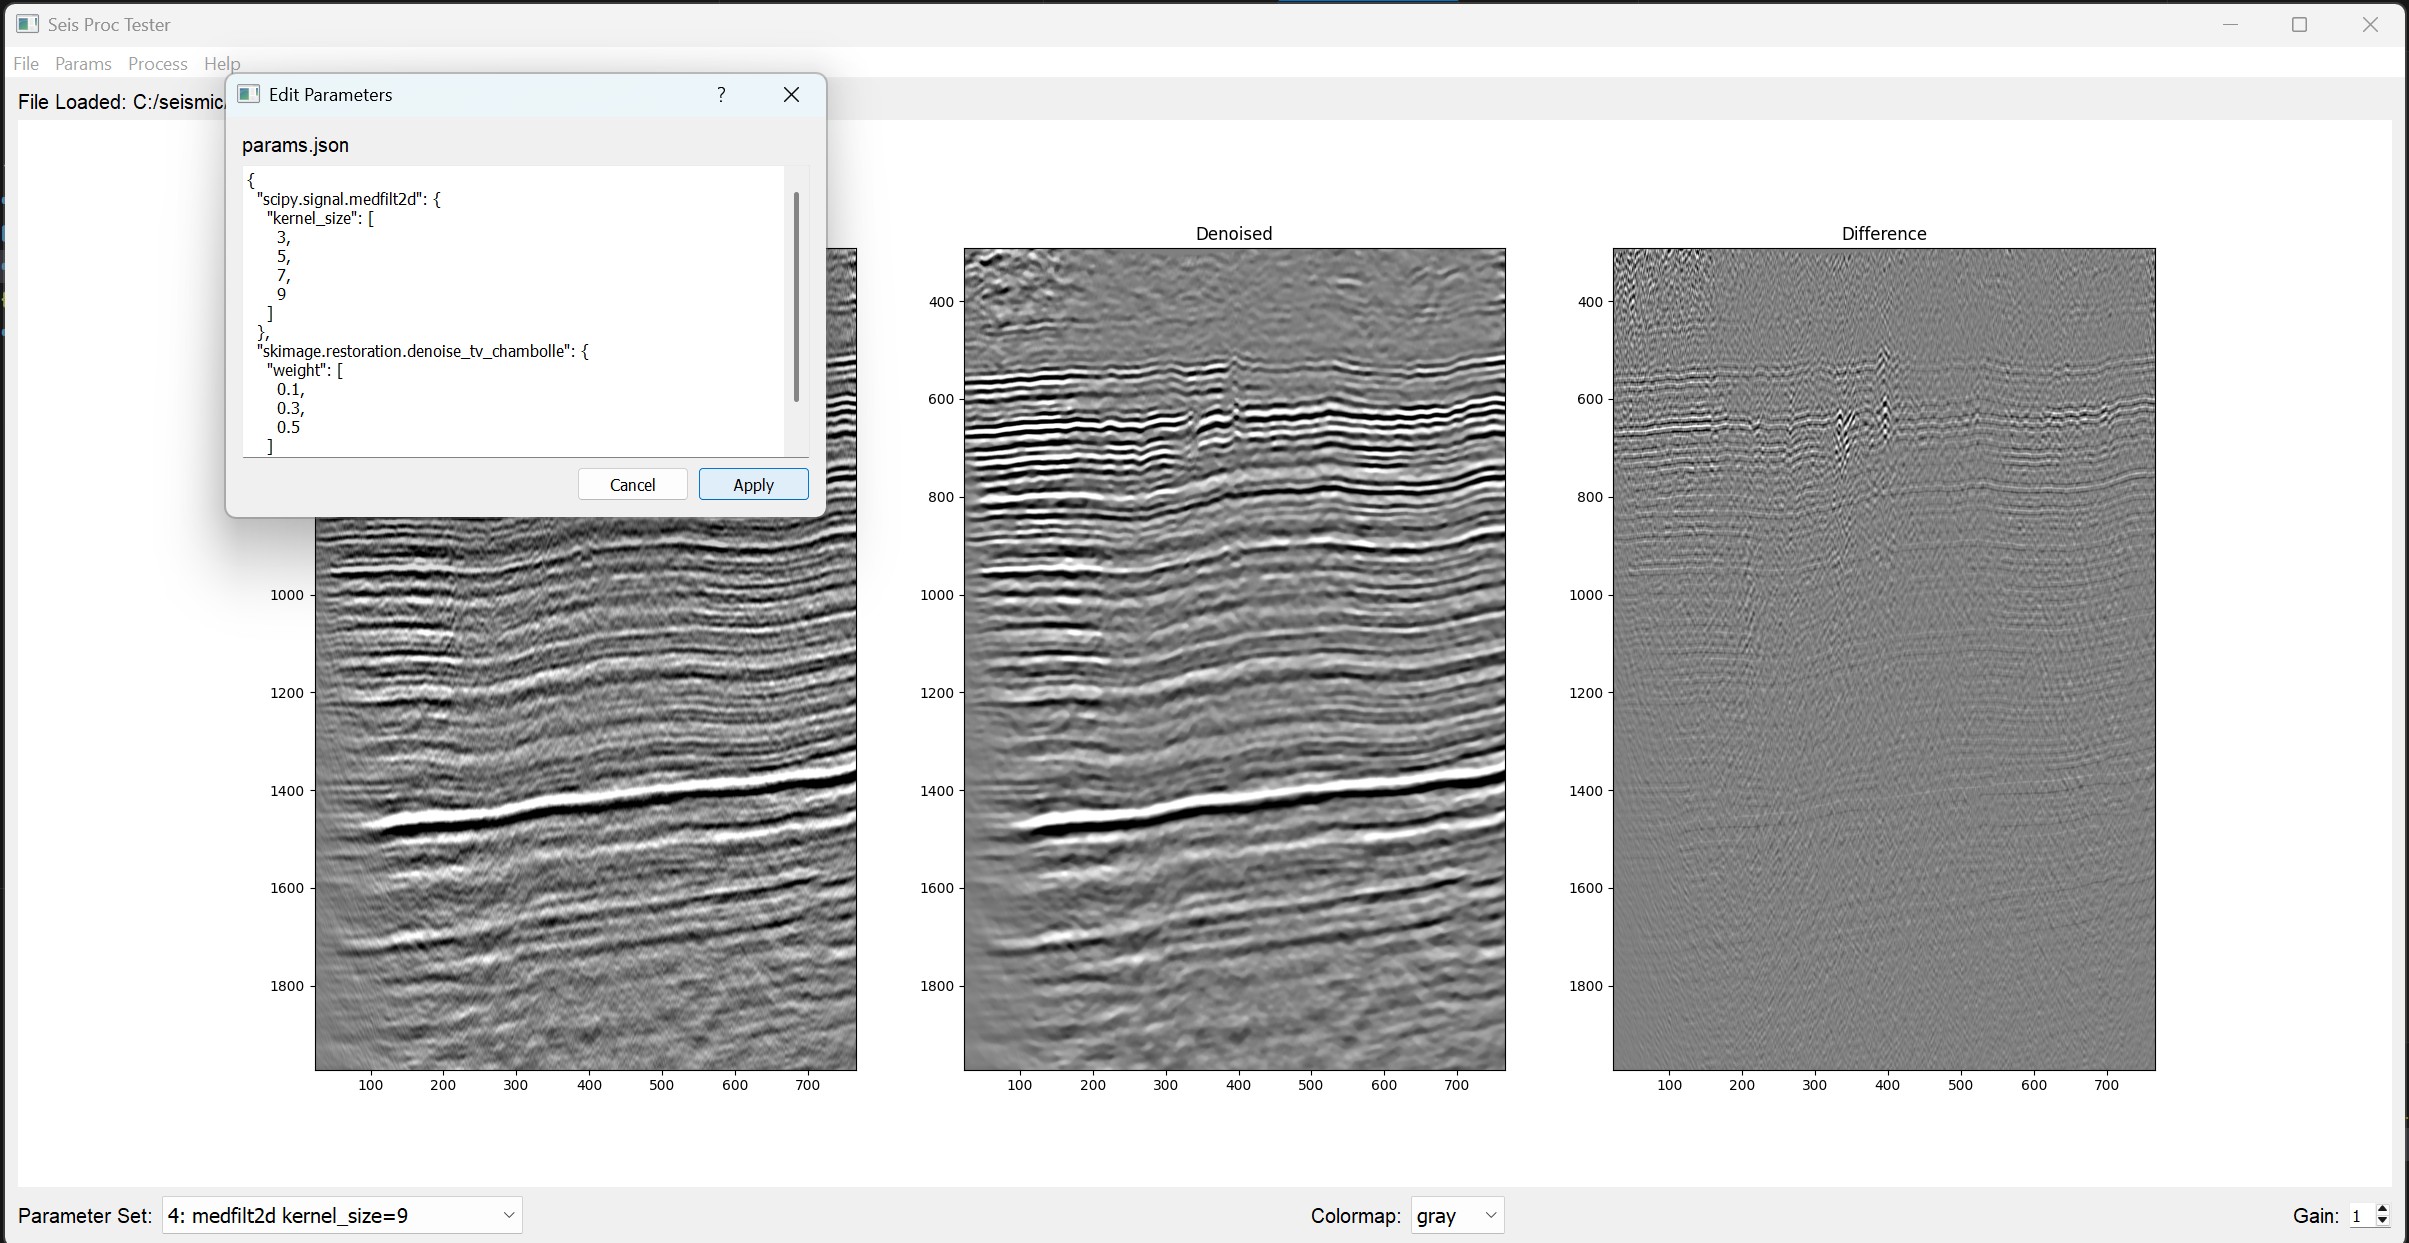 Seis Proc Tester
File Params Process Help
File Loaded: C:/seismic/
Edit Parameters ?
params.json
{
"scipy.signal.medfilt2d": {
"kernel_size": [
3,
5,
7,
9
]
},
"skimage.restoration.denoise_tv_chambolle": {
"weight": [
0.1,
0.3,
0.5
]
Cancel Apply
1000
1200
1400
1600
1800
100 200 300 400 500 600 700
Denoised
400
600
800
1000
1200
1400
1600
1800
100 200 300 400 500 600 700
Difference
400
600
800
1000
1200
1400
1600
1800
100 200 300 400 500 600 700
Parameter Set: 4: medfilt2d kernel_size=9
Colormap: gray
Gain: 1